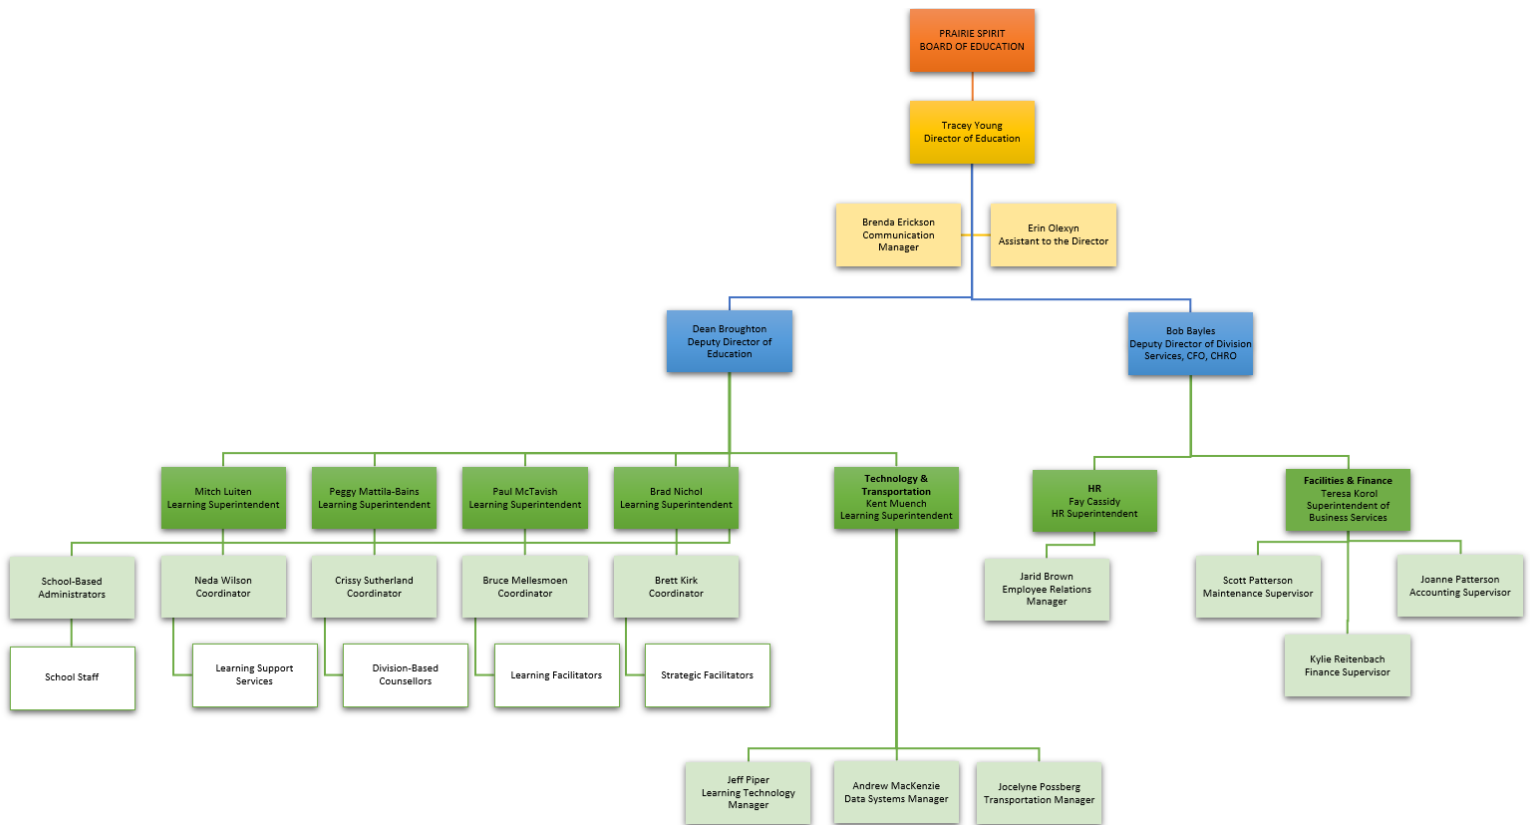 PRAIRIE SPIRIT
BOARD OF EDUCATION
Tracey Young
Director of Education
Brenda Erickson
Communication
Manager
Erin Olexyn
Assistant to the Director
Dean Broughton
Deputy Director of
Education
Bob Bayles
Deputy Director of Division
Services, CFO, CHRO
Mitch Luiten
Learning Superintendent
Peggy Mattila-Bains
Learning Superintendent
Paul McTavish
Learning Superintendent
Brad Nichol
Learning Superintendent
Technology &
Transportation
Kent Muench
Learning Superintendent
HR
Fay Cassidy
HR Superintendent
Facilities & Finance
Teresa Korol
Superintendent of
Business Services
School-Based
Administrators
Neda Wilson
Coordinator
Crissy Sutherland
Coordinator
Bruce Mellesmoen
Coordinator
Brett Kirk
Coordinator
Jarid Brown
Employee Relations
Manager
Scott Patterson
Maintenance Supervisor
Joanne Patterson
Accounting Supervisor
School Staff
Learning Support
Services
Division-Based
Counsellors
Learning Facilitators
Strategic Facilitators
Kylie Reitenbach
Finance Supervisor
Jeff Piper
Learning Technology
Manager
Andrew MacKenzie
Data Systems Manager
Jocelyne Possberg
Transportation Manager